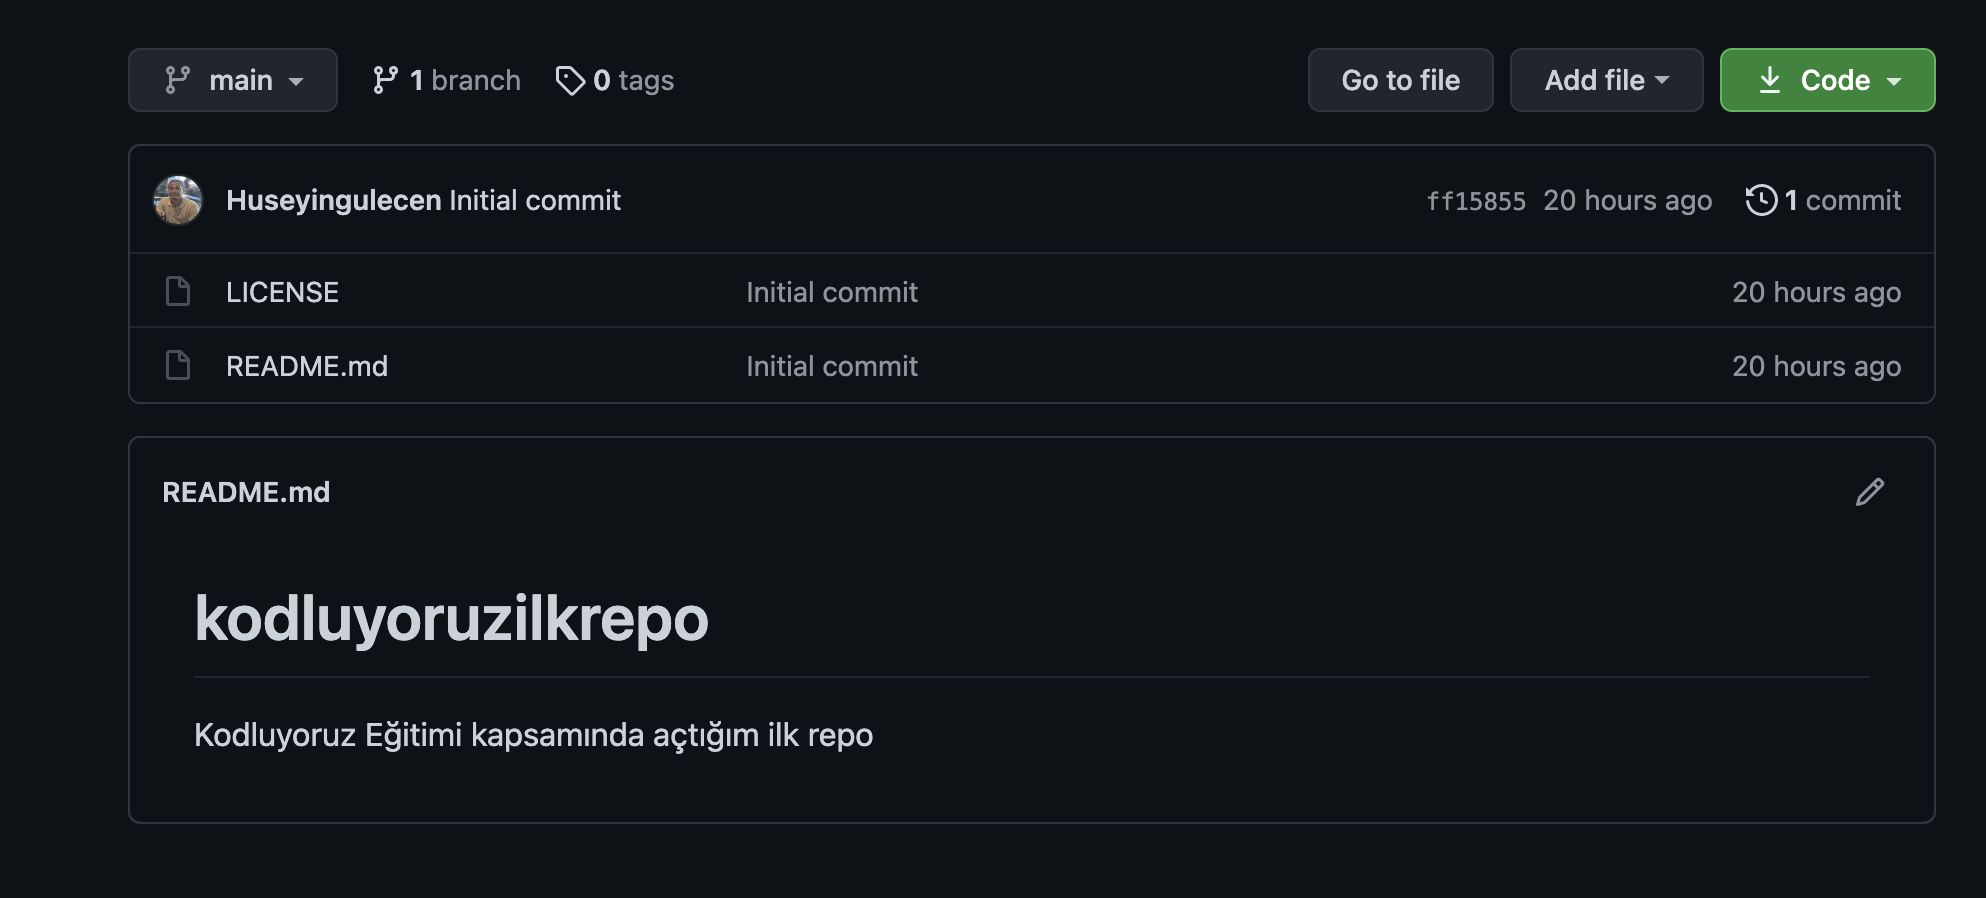 main 1 branch 0 tags Go to file Add file Code
Huseyingulecen Initial commit ff15855 20 hours ago 1 commit
LICENSE Initial commit 20 hours ago
README.md Initial commit 20 hours ago
README.md
kodluyoruzilkrepo
Kodluyoruz Eğitimi kapsamında açtığım ilk repo